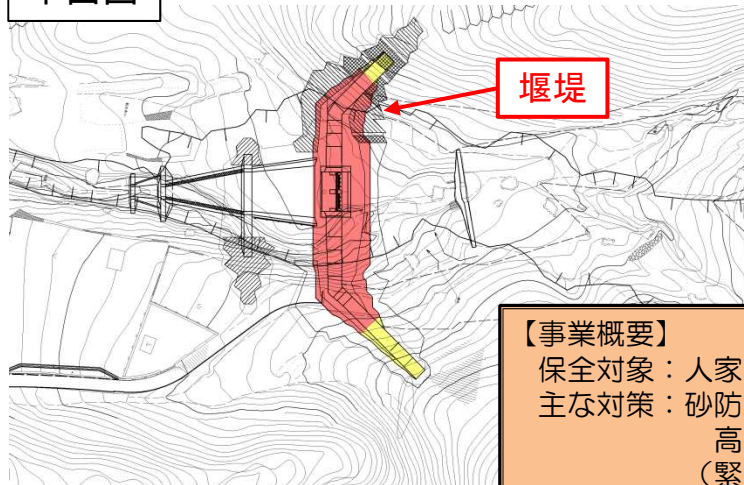 平面図
堰堤
【事業概要】
保全対象：人家
主な対策：砂防
高
（緊